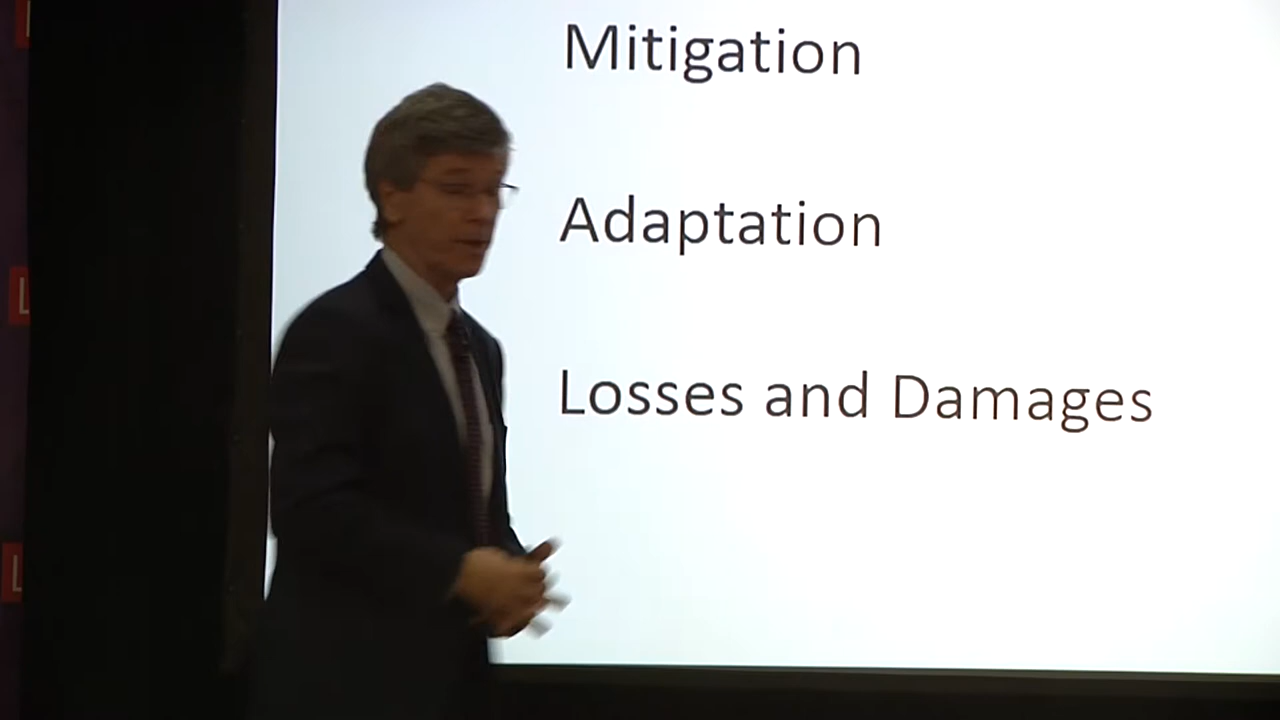 Mitigation
Adaptation
Losses and Damages
L
L